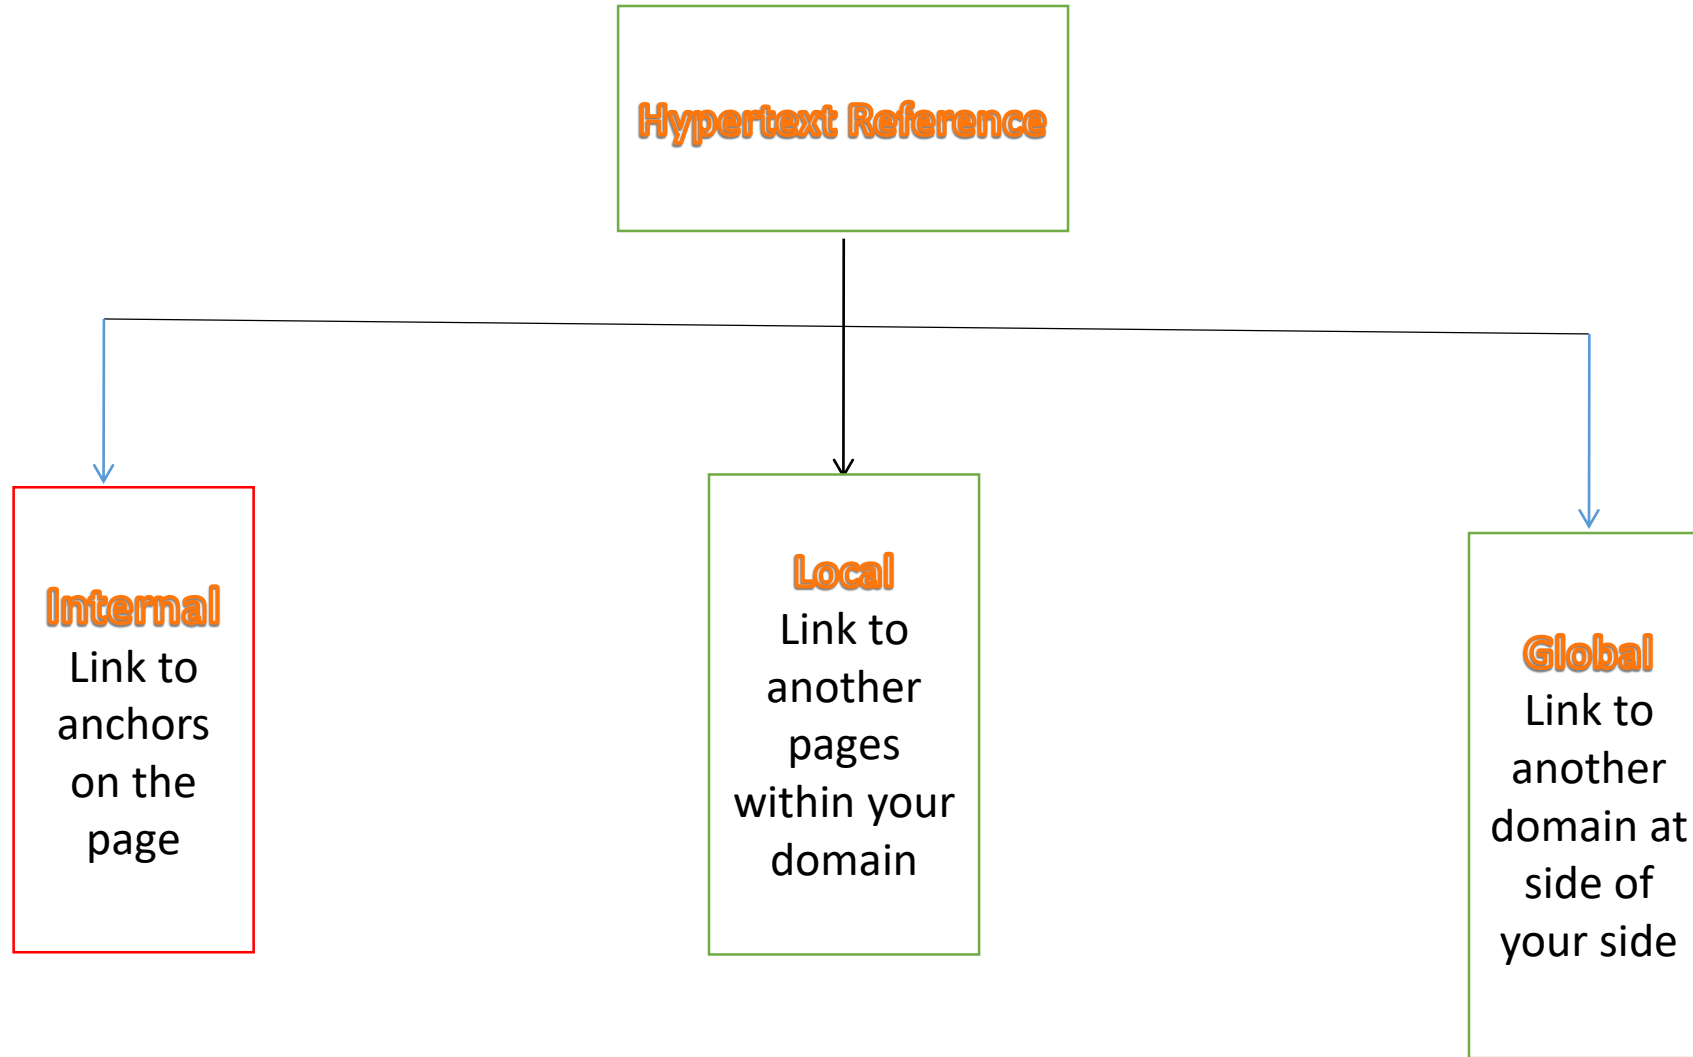 Hypertext Reference
Internal
Link to
anchors
on the
page
Local
Link to
another
pages
within your
domain
Global
Link to
another
domain at
side of
your side